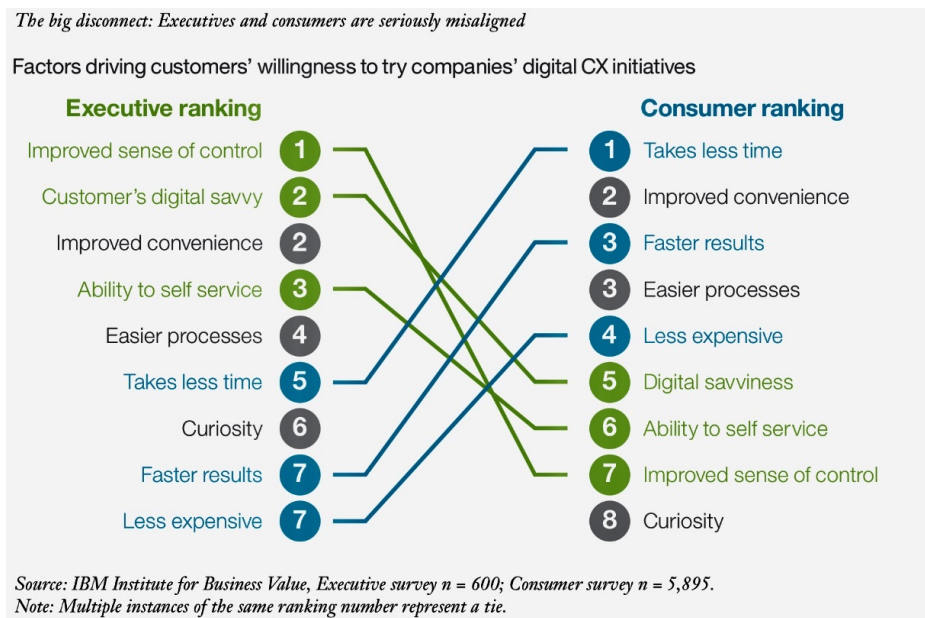 The big disconnect: Executives and consumers are seriously misaligned
Factors driving customers’ willingness to try companies’ digital CX initiatives
Executive ranking
Improved sense of control 1
Customer’s digital savvy 2
Improved convenience 2
Ability to self service 3
Easier processes 4
Takes less time 5
Curiosity 6
Faster results 7
Less expensive 7
Consumer ranking
1 Takes less time
2 Improved convenience
3 Faster results
3 Easier processes
4 Less expensive
5 Digital savviness
6 Ability to self service
7 Improved sense of control
8 Curiosity
Source: IBM Institute for Business Value, Executive survey n = 600; Consumer survey n = 5,895.
Note: Multiple instances of the same ranking number represent a tie.